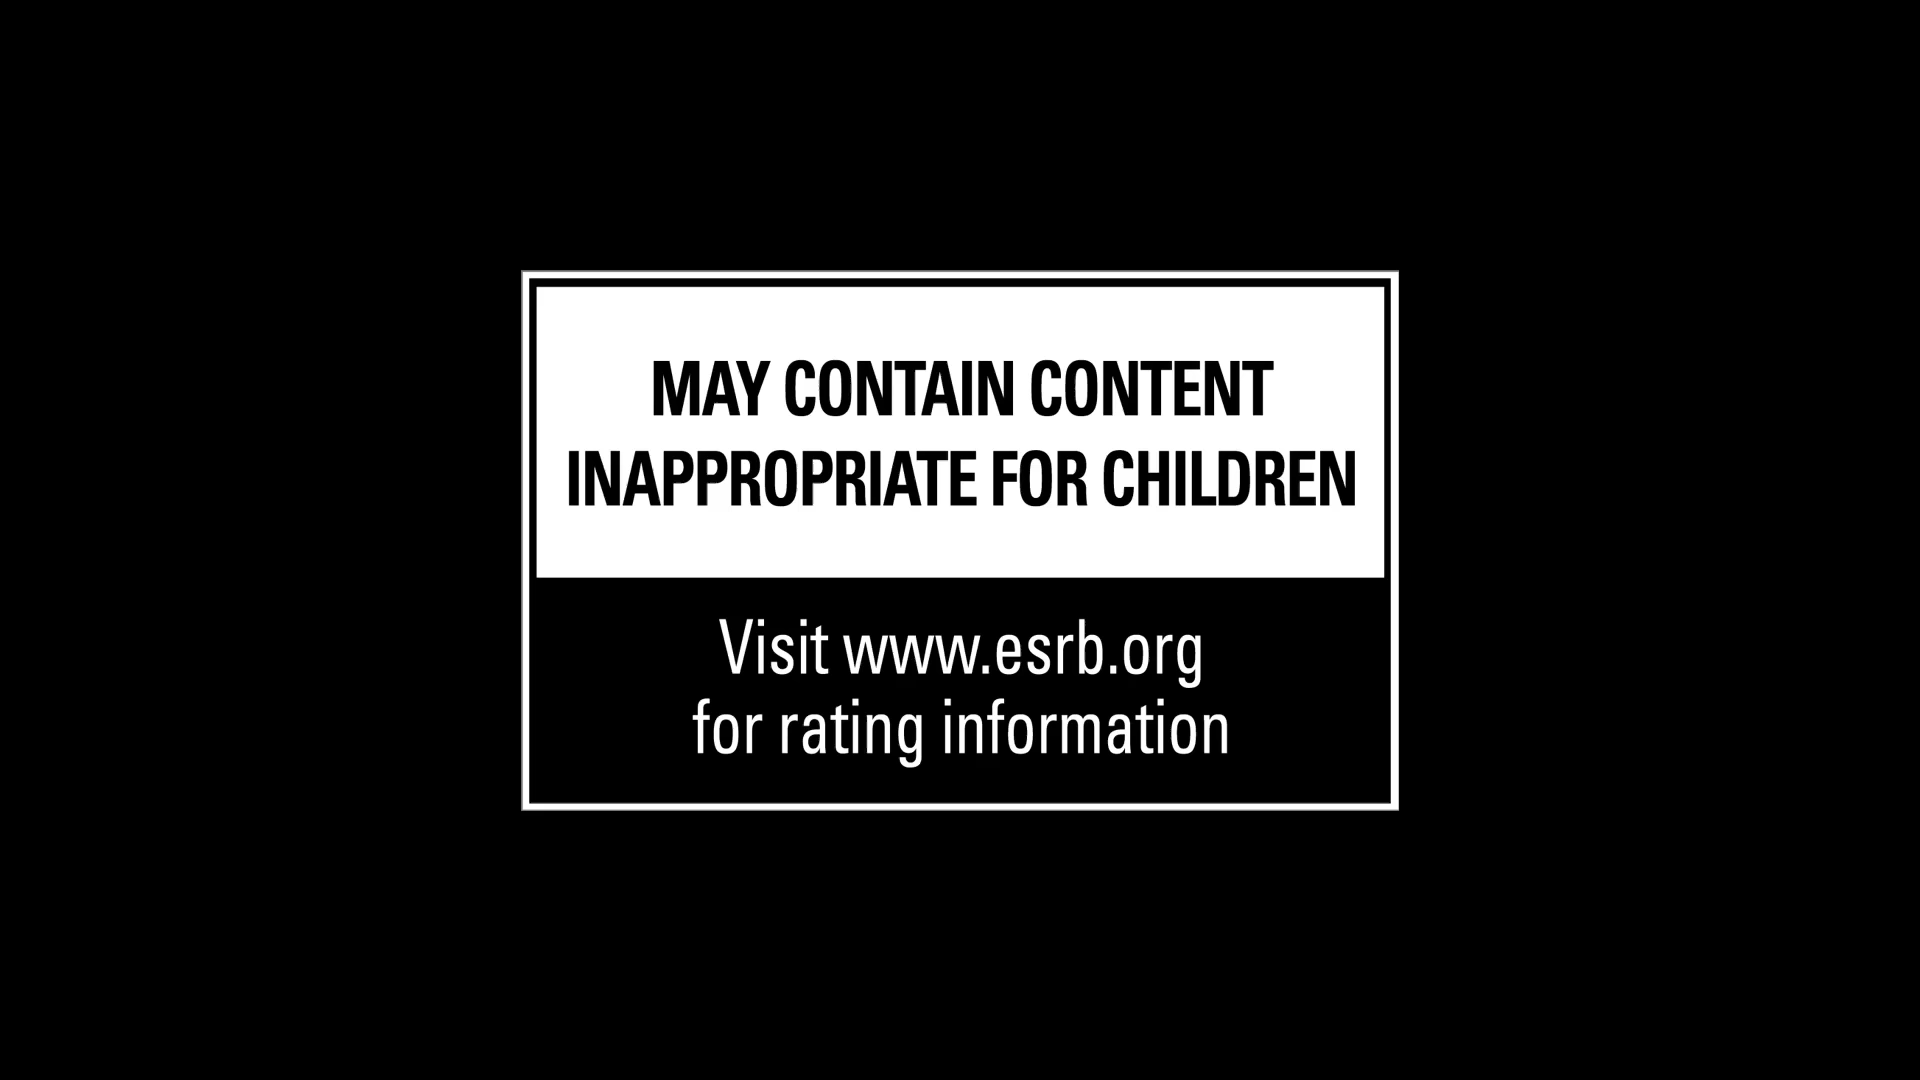 MAY CONTAIN CONTENT
INAPPROPRIATE FOR CHILDREN
Visit www.esrb.org
for rating information